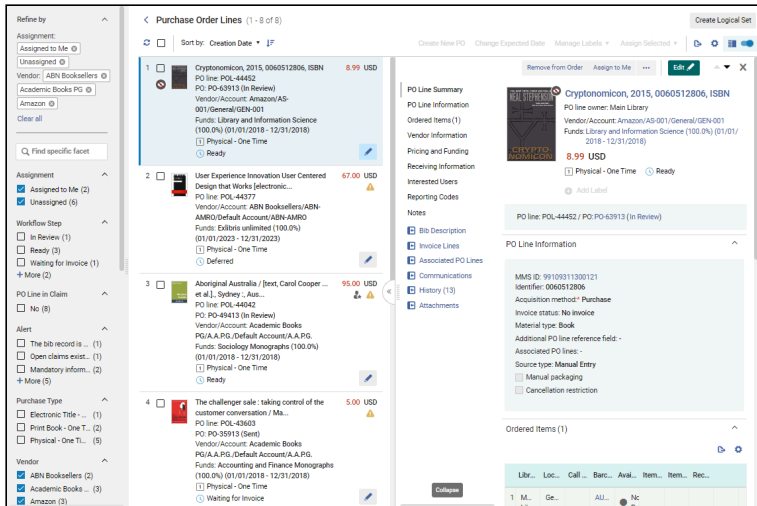 Refine by
Assignment:
Assigned to Me
Unassigned
Vendor: ABN Booksellers
Academic Books PG
Amazon
Clear all
Find specific facet
Assignment
Assigned to Me (2)
Unassigned (6)
Workflow Step
In Review (1)
Ready (3)
Waiting for Invoice (1)
+ More (2)
PO Line in Claim
No (8)
Alert
The bib record is ... (1)
Open claims exist... (1)
Mandatory inform... (2)
+ More (5)
Purchase Type
Electronic Title - ... (1)
Print Book - One T... (2)
Physical - One Ti... (5)
Vendor
ABN Booksellers (2)
Academic Books ... (3)
Amazon (3)
Purchase Order Lines (1 - 8 of 8)
Create Logical Set
Sort by: Creation Date
Create New PO Change Expected Date Manage Labels Assign Selected
1 Cryptonomicon, 2015, 0060512806, ISBN 8.99 USD
PO line: POL-44452
PO: PO-63913 (In Review)
Vendor/Account: Amazon/AS-
001/General/GEN-001
Funds: Library and Information Science
(100.0%) (01/01/2018 - 12/31/2018)
1 Physical - One Time
Ready
2 User Experience Innovation User Centered 67.00 USD
Design that Works [electronic...
PO line: POL-44377
Vendor/Account: ABN Booksellers/ABN-
AMRO/Default Account/ABN-AMRO
Funds: Exlibris unlimited (100.0%)
(01/01/2023 - 12/31/2023)
1 Physical - One Time
Deferred
3 Aboriginal Australia / [text, Carol Cooper ... 95.00 USD
et al.]., Sydney :, Aus...
PO line: POL-44042
PO: PO-49413 (In Review)
Vendor/Account: Academic Books
PG/A.A.P.G./Default Account/A.A.P.G.
Funds: Sociology Monographs (100.0%)
(01/01/2018 - 12/31/2018)
1 Physical - One Time
Ready
4 The challenger sale : taking control of the 5.00 USD
customer conversation / Ma...
PO line: POL-43603
PO: PO-35913 (Sent)
Vendor/Account: Academic Books
PG/A.A.P.G./Default Account/A.A.P.G.
Funds: Accounting and Finance Monographs
(100.0%) (01/01/2018 - 12/31/2018)
1 Physical - One Time
Waiting for Invoice
PO Line Summary
PO Line Information
Ordered Items (1)
Vendor Information
Pricing and Funding
Receiving Information
Interested Users
Reporting Codes
Notes
Bib Description
Invoice Lines
Associated PO Lines
Communications
History (13)
Attachments
Collapse
Remove from Order Assign to Me ... Edit
NEAL STEPHENSON
CRYPTO-
NOMICON
Cryptonomicon, 2015, 0060512806, ISBN
PO line owner: Main Library
Vendor/Account: Amazon/AS-001/General/GEN-001
Funds: Library and Information Science (100.0%) (01/01/
2018 - 12/31/2018)
8.99 USD
1 Physical - One Time Ready
Add Label
PO line: POL-44452 / PO: PO-63913 (In Review)
PO Line Information
MMS ID: 99109311300121
Identifier: 0060512806
Acquisition method:* Purchase
Invoice status: No invoice
Material type: Book
Additional PO line reference field: -
Associated PO lines: -
Source type: Manual Entry
Manual packaging
Cancellation restriction
Ordered Items (1)
Libr... Loc... Call ... Barc... Avai... Item... Item... Rec...
1 M... Ge... AU... Nc